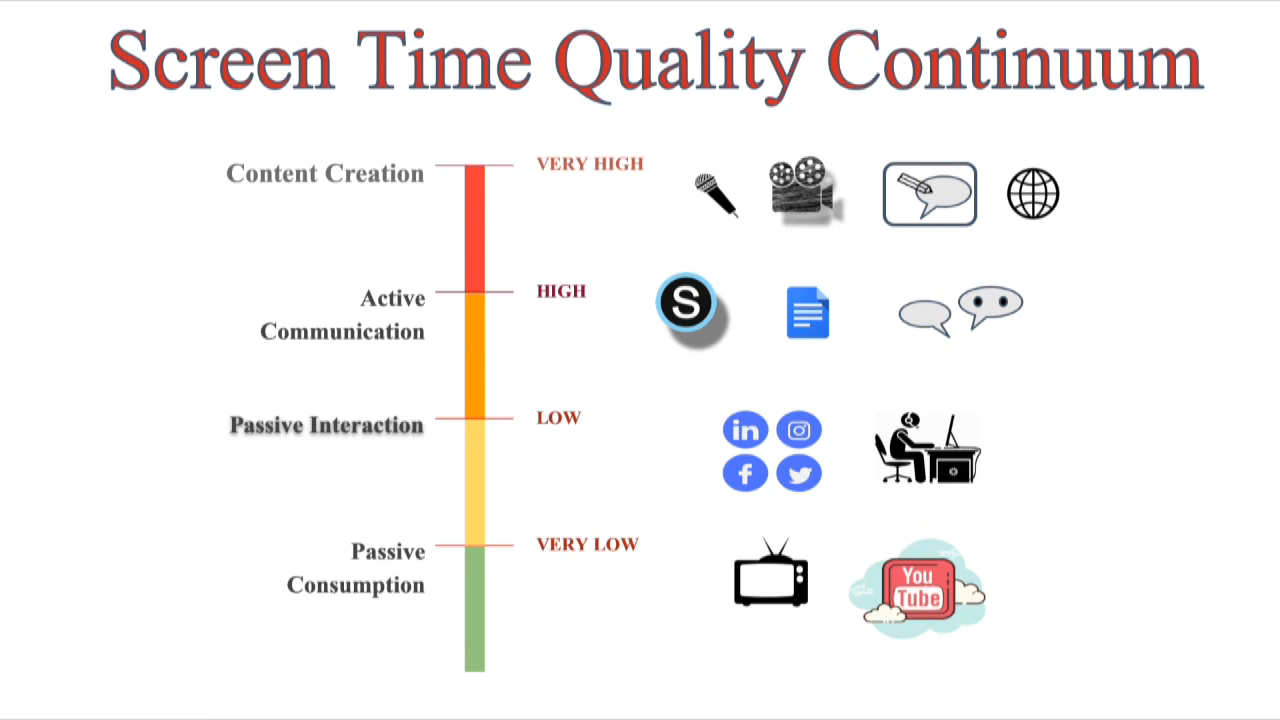 Screen Time Quality Continuum
Content Creation
VERY HIGH
Active
Communication
HIGH
S
Passive Interaction
LOW
in
f
Passive
Consumption
VERY LOW
You
Tube